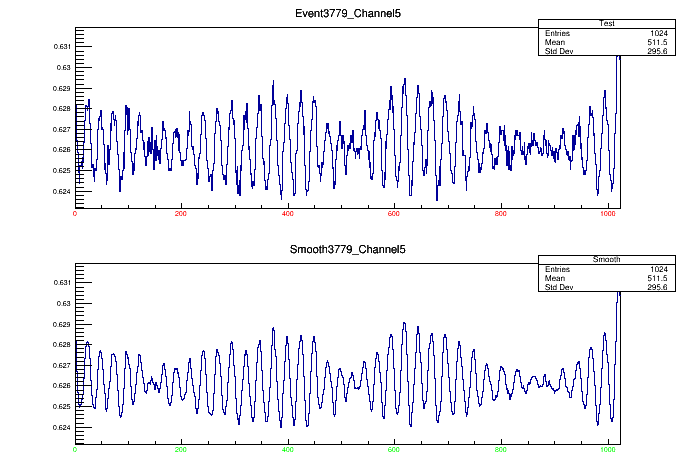 Event3779_Channel5
Test
Entries 1024
Mean 511.5
Std Dev 295.6
0.631
0.63
0.629
0.628
0.627
0.626
0.625
0.624
0 200 400 600 800 1000
Smooth3779_Channel5
Smooth
Entries 1024
Mean 511.5
Std Dev 295.6
0.631
0.63
0.629
0.628
0.627
0.626
0.625
0.624
0 200 400 600 800 1000